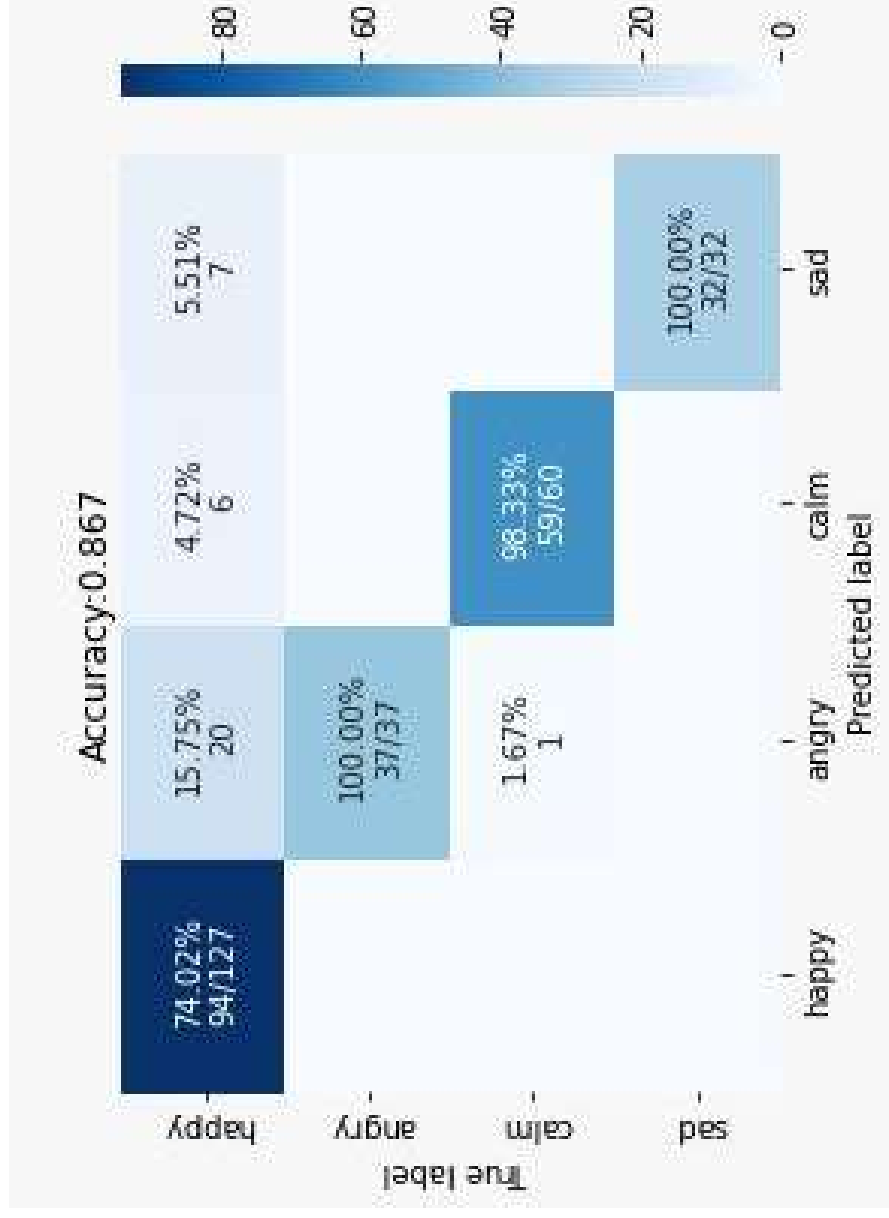 Accuracy:0.867
happy
74.02%
94/127
15.75%
20
4.72%
6
5.51%
7
angry
100.00%
37/37
calm
1.67%
1
98.33%
59/60
sad
100.00%
32/32
happy
angry
calm
sad
Predicted label
True label
80
60
40
20
0